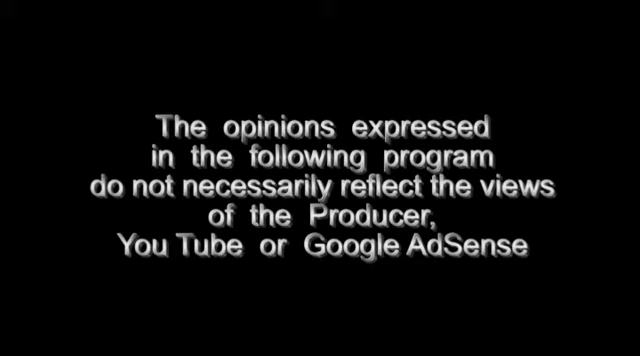 The opinions expressed
in the following program
do not necessarily reflect the views
of the Producer,
You Tube or Google AdSense